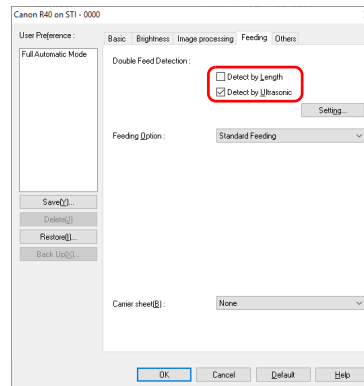 Canon R40 on STI - 0000
User Preference :
Full Automatic Mode
Save(Y)...
Delete(J)
Restore(I)...
Back Up(X)...
Basic Brightness Image processing Feeding Others
Double Feed Detection :
Detect by Length
Detect by Ultrasonic
Setting...
Feeding Option : Standard Feeding
Carrier sheet(B) : None
OK Cancel Default Help